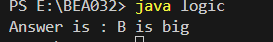 PS E:\BEA032> java logic
Answer is : B is big